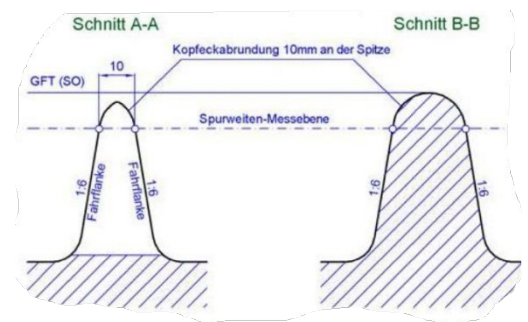 Schnitt A-A
Schnitt B-B
Kopfeckabrundung 10mm an der Spitze
10
GFT (SO)
Spurweiten-Messebene
1:6
Fahrflanke
Fahrflanke
1:6
1:6
1:6